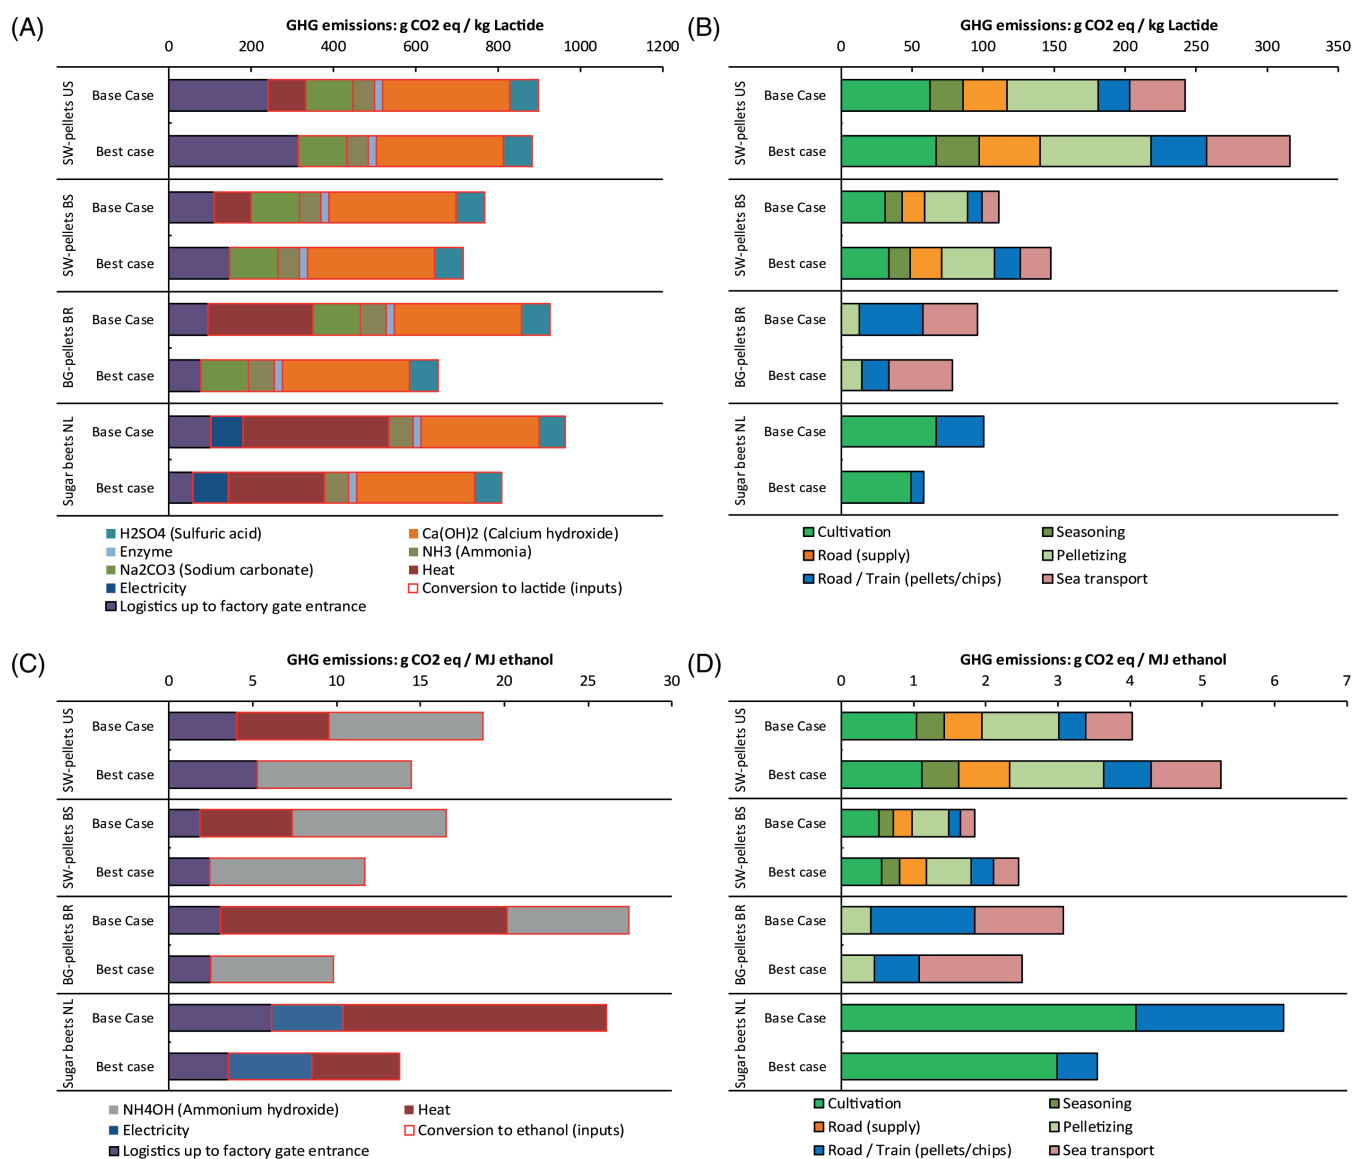 (A)
GHG emissions: g CO2 eq / kg Lactide
0 200 400 600 800 1000 1200
SW-pellets US
Base Case
Best case
SW-pellets BS
Base Case
Best case
BG-pellets BR
Base Case
Best case
Sugar beets NL
Base Case
Best case
H2SO4 (Sulfuric acid) Ca(OH)2 (Calcium hydroxide)
Enzyme NH3 (Ammonia)
Na2CO3 (Sodium carbonate) Heat
Electricity Conversion to lactide (inputs)
Logistics up to factory gate entrance
(B)
GHG emissions: g CO2 eq / kg Lactide
0 50 100 150 200 250 300 350
SW-pellets US
Base Case
Best case
SW-pellets BS
Base Case
Best case
BG-pellets BR
Base Case
Best case
Sugar beets NL
Base Case
Best case
Cultivation Seasoning
Road (supply) Pelletizing
Road / Train (pellets/chips) Sea transport
(C)
GHG emissions: g CO2 eq / MJ ethanol
0 5 10 15 20 25 30
SW-pellets US
Base Case
Best case
SW-pellets BS
Base Case
Best case
BG-pellets BR
Base Case
Best case
Sugar beets NL
Base Case
Best case
NH4OH (Ammonium hydroxide) Heat
Electricity Conversion to ethanol (inputs)
Logistics up to factory gate entrance
(D)
GHG emissions: g CO2 eq / MJ ethanol
0 1 2 3 4 5 6 7
SW-pellets US
Base Case
Best case
SW-pellets BS
Base Case
Best case
BG-pellets BR
Base Case
Best case
Sugar beets NL
Base Case
Best case
Cultivation Seasoning
Road (supply) Pelletizing
Road / Train (pellets/chips) Sea transport